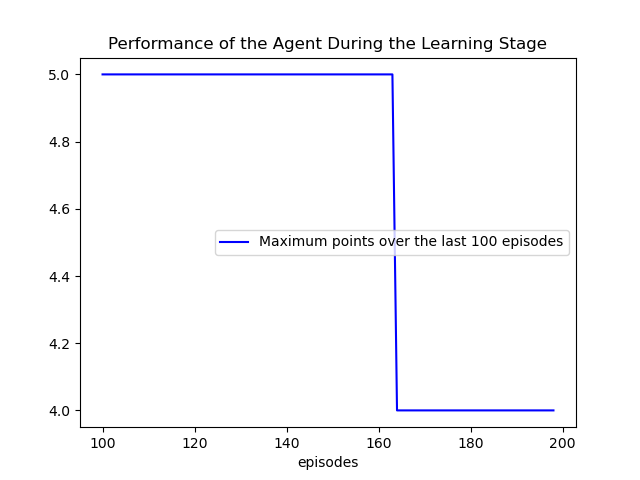 Performance of the Agent During the Learning Stage
5.0
4.8
4.6
Maximum points over the last 100 episodes
4.4
4.2
4.0
100 120 140 160 180 200
episodes